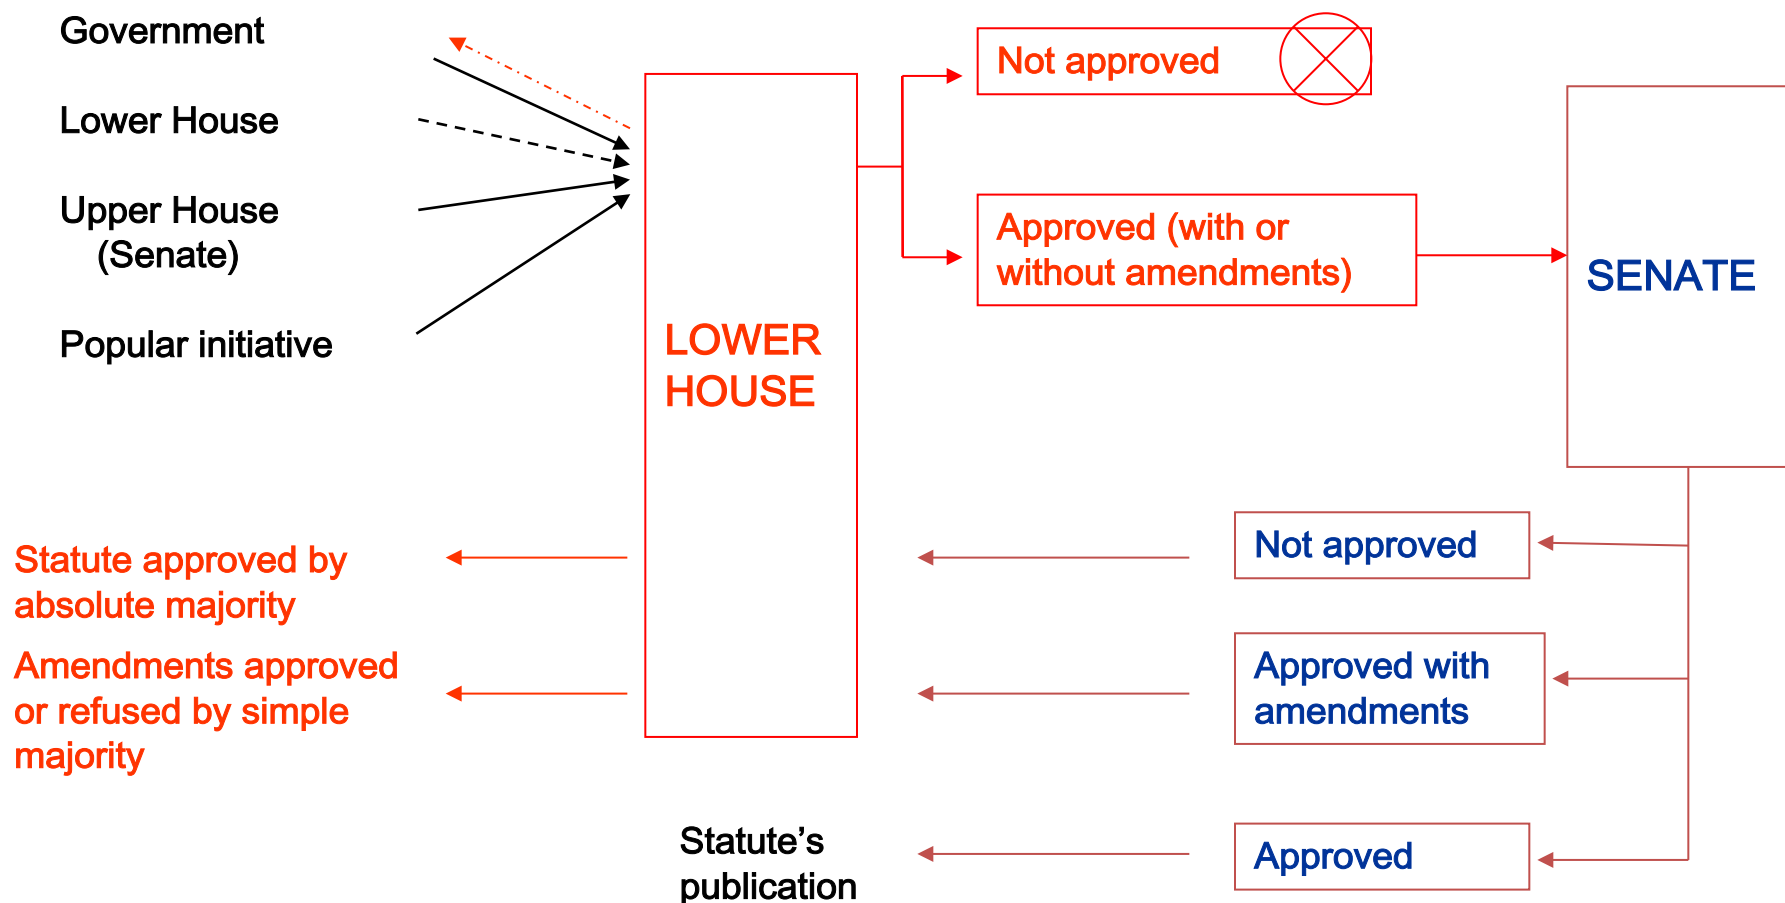 Government
Lower House
Upper House
(Senate)
Popular initiative
LOWER
HOUSE
Not approved
Approved (with or
without amendments)
SENATE
Not approved
Approved with
amendments
Approved
Statute approved by
absolute majority
Amendments approved
or refused by simple
majority
Statute’s
publication